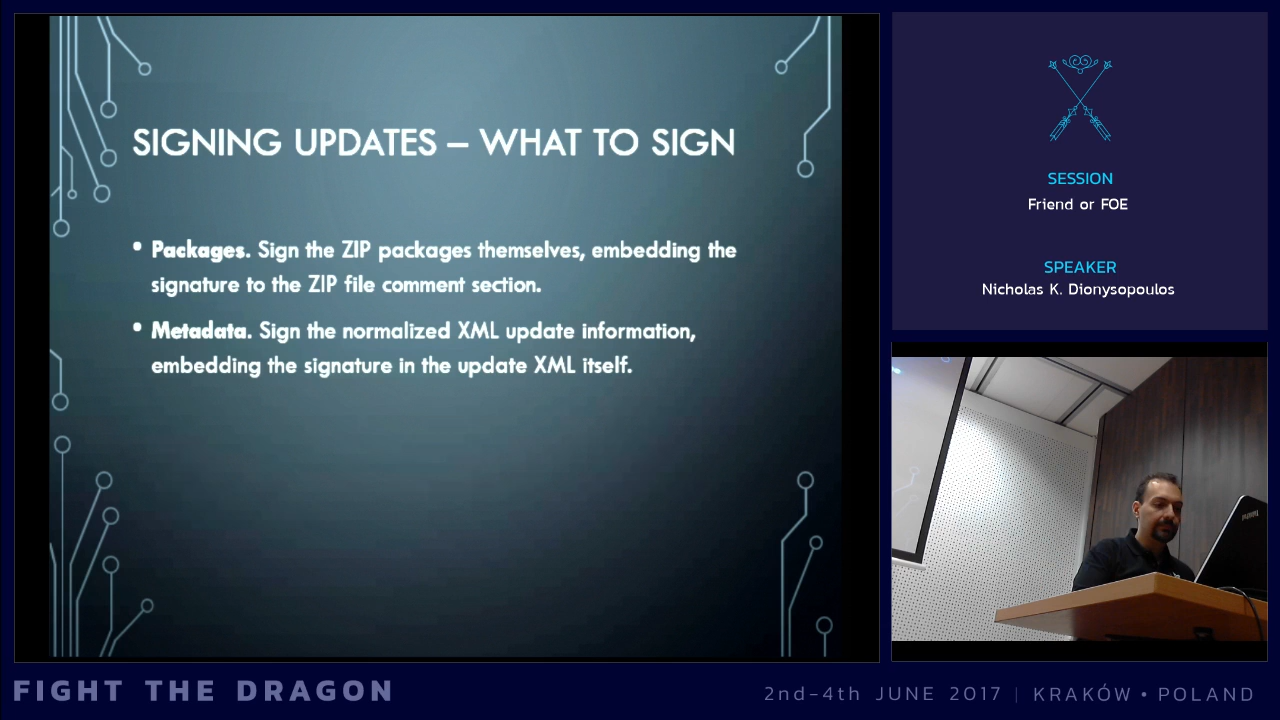 SIGNING UPDATES – WHAT TO SIGN
• Packages. Sign the ZIP packages themselves, embedding the
signature to the ZIP file comment section.
• Metadata. Sign the normalized XML update information,
embedding the signature in the update XML itself.
SESSION
Friend or FOE
SPEAKER
Nicholas K. Dionysopoulos
FIGHT THE DRAGON
2nd-4th JUNE 2017 | KRAKÓW • POLAND